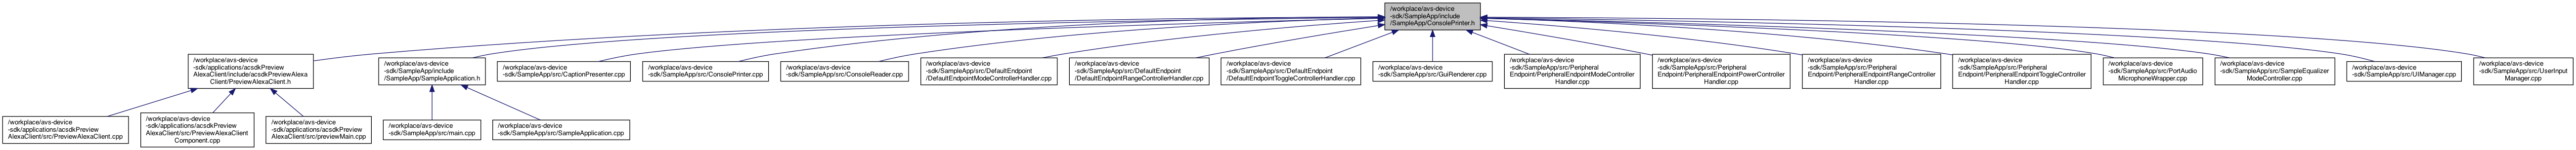 /workplace/avs-device
-sdk/SampleApp/include
/SampleApp/ConsolePrinter.h
/workplace/avs-device
-sdk/applications/acsdkPreview
AlexaClient/include/acsdkPreviewAlexa
Client/PreviewAlexaClient.h
/workplace/avs-device
-sdk/SampleApp/include
/SampleApp/SampleApplication.h
/workplace/avs-device
-sdk/SampleApp/src/CaptionPresenter.cpp
/workplace/avs-device
-sdk/SampleApp/src/ConsolePrinter.cpp
/workplace/avs-device
-sdk/SampleApp/src/ConsoleReader.cpp
/workplace/avs-device
-sdk/SampleApp/src/DefaultEndpoint
/DefaultEndpointModeControllerHandler.cpp
/workplace/avs-device
-sdk/SampleApp/src/DefaultEndpoint
/DefaultEndpointRangeControllerHandler.cpp
/workplace/avs-device
-sdk/SampleApp/src/DefaultEndpoint
/DefaultEndpointToggleControllerHandler.cpp
/workplace/avs-device
-sdk/SampleApp/src/GuiRenderer.cpp
/workplace/avs-device
-sdk/SampleApp/src/Peripheral
Endpoint/PeripheralEndpointModeController
Handler.cpp
/workplace/avs-device
-sdk/SampleApp/src/Peripheral
Endpoint/PeripheralEndpointPowerController
Handler.cpp
/workplace/avs-device
-sdk/SampleApp/src/Peripheral
Endpoint/PeripheralEndpointRangeController
Handler.cpp
/workplace/avs-device
-sdk/SampleApp/src/Peripheral
Endpoint/PeripheralEndpointToggleController
Handler.cpp
/workplace/avs-device
-sdk/SampleApp/src/PortAudio
MicrophoneWrapper.cpp
/workplace/avs-device
-sdk/SampleApp/src/SampleEqualizer
ModeController.cpp
/workplace/avs-device
-sdk/SampleApp/src/UIManager.cpp
/workplace/avs-device
-sdk/SampleApp/src/UserInput
Manager.cpp
/workplace/avs-device
-sdk/applications/acsdkPreview
AlexaClient/src/PreviewAlexaClient.cpp
/workplace/avs-device
-sdk/applications/acsdkPreview
AlexaClient/src/PreviewAlexaClient
Component.cpp
/workplace/avs-device
-sdk/applications/acsdkPreview
AlexaClient/src/previewMain.cpp
/workplace/avs-device
-sdk/SampleApp/src/main.cpp
/workplace/avs-device
-sdk/SampleApp/src/SampleApplication.cpp